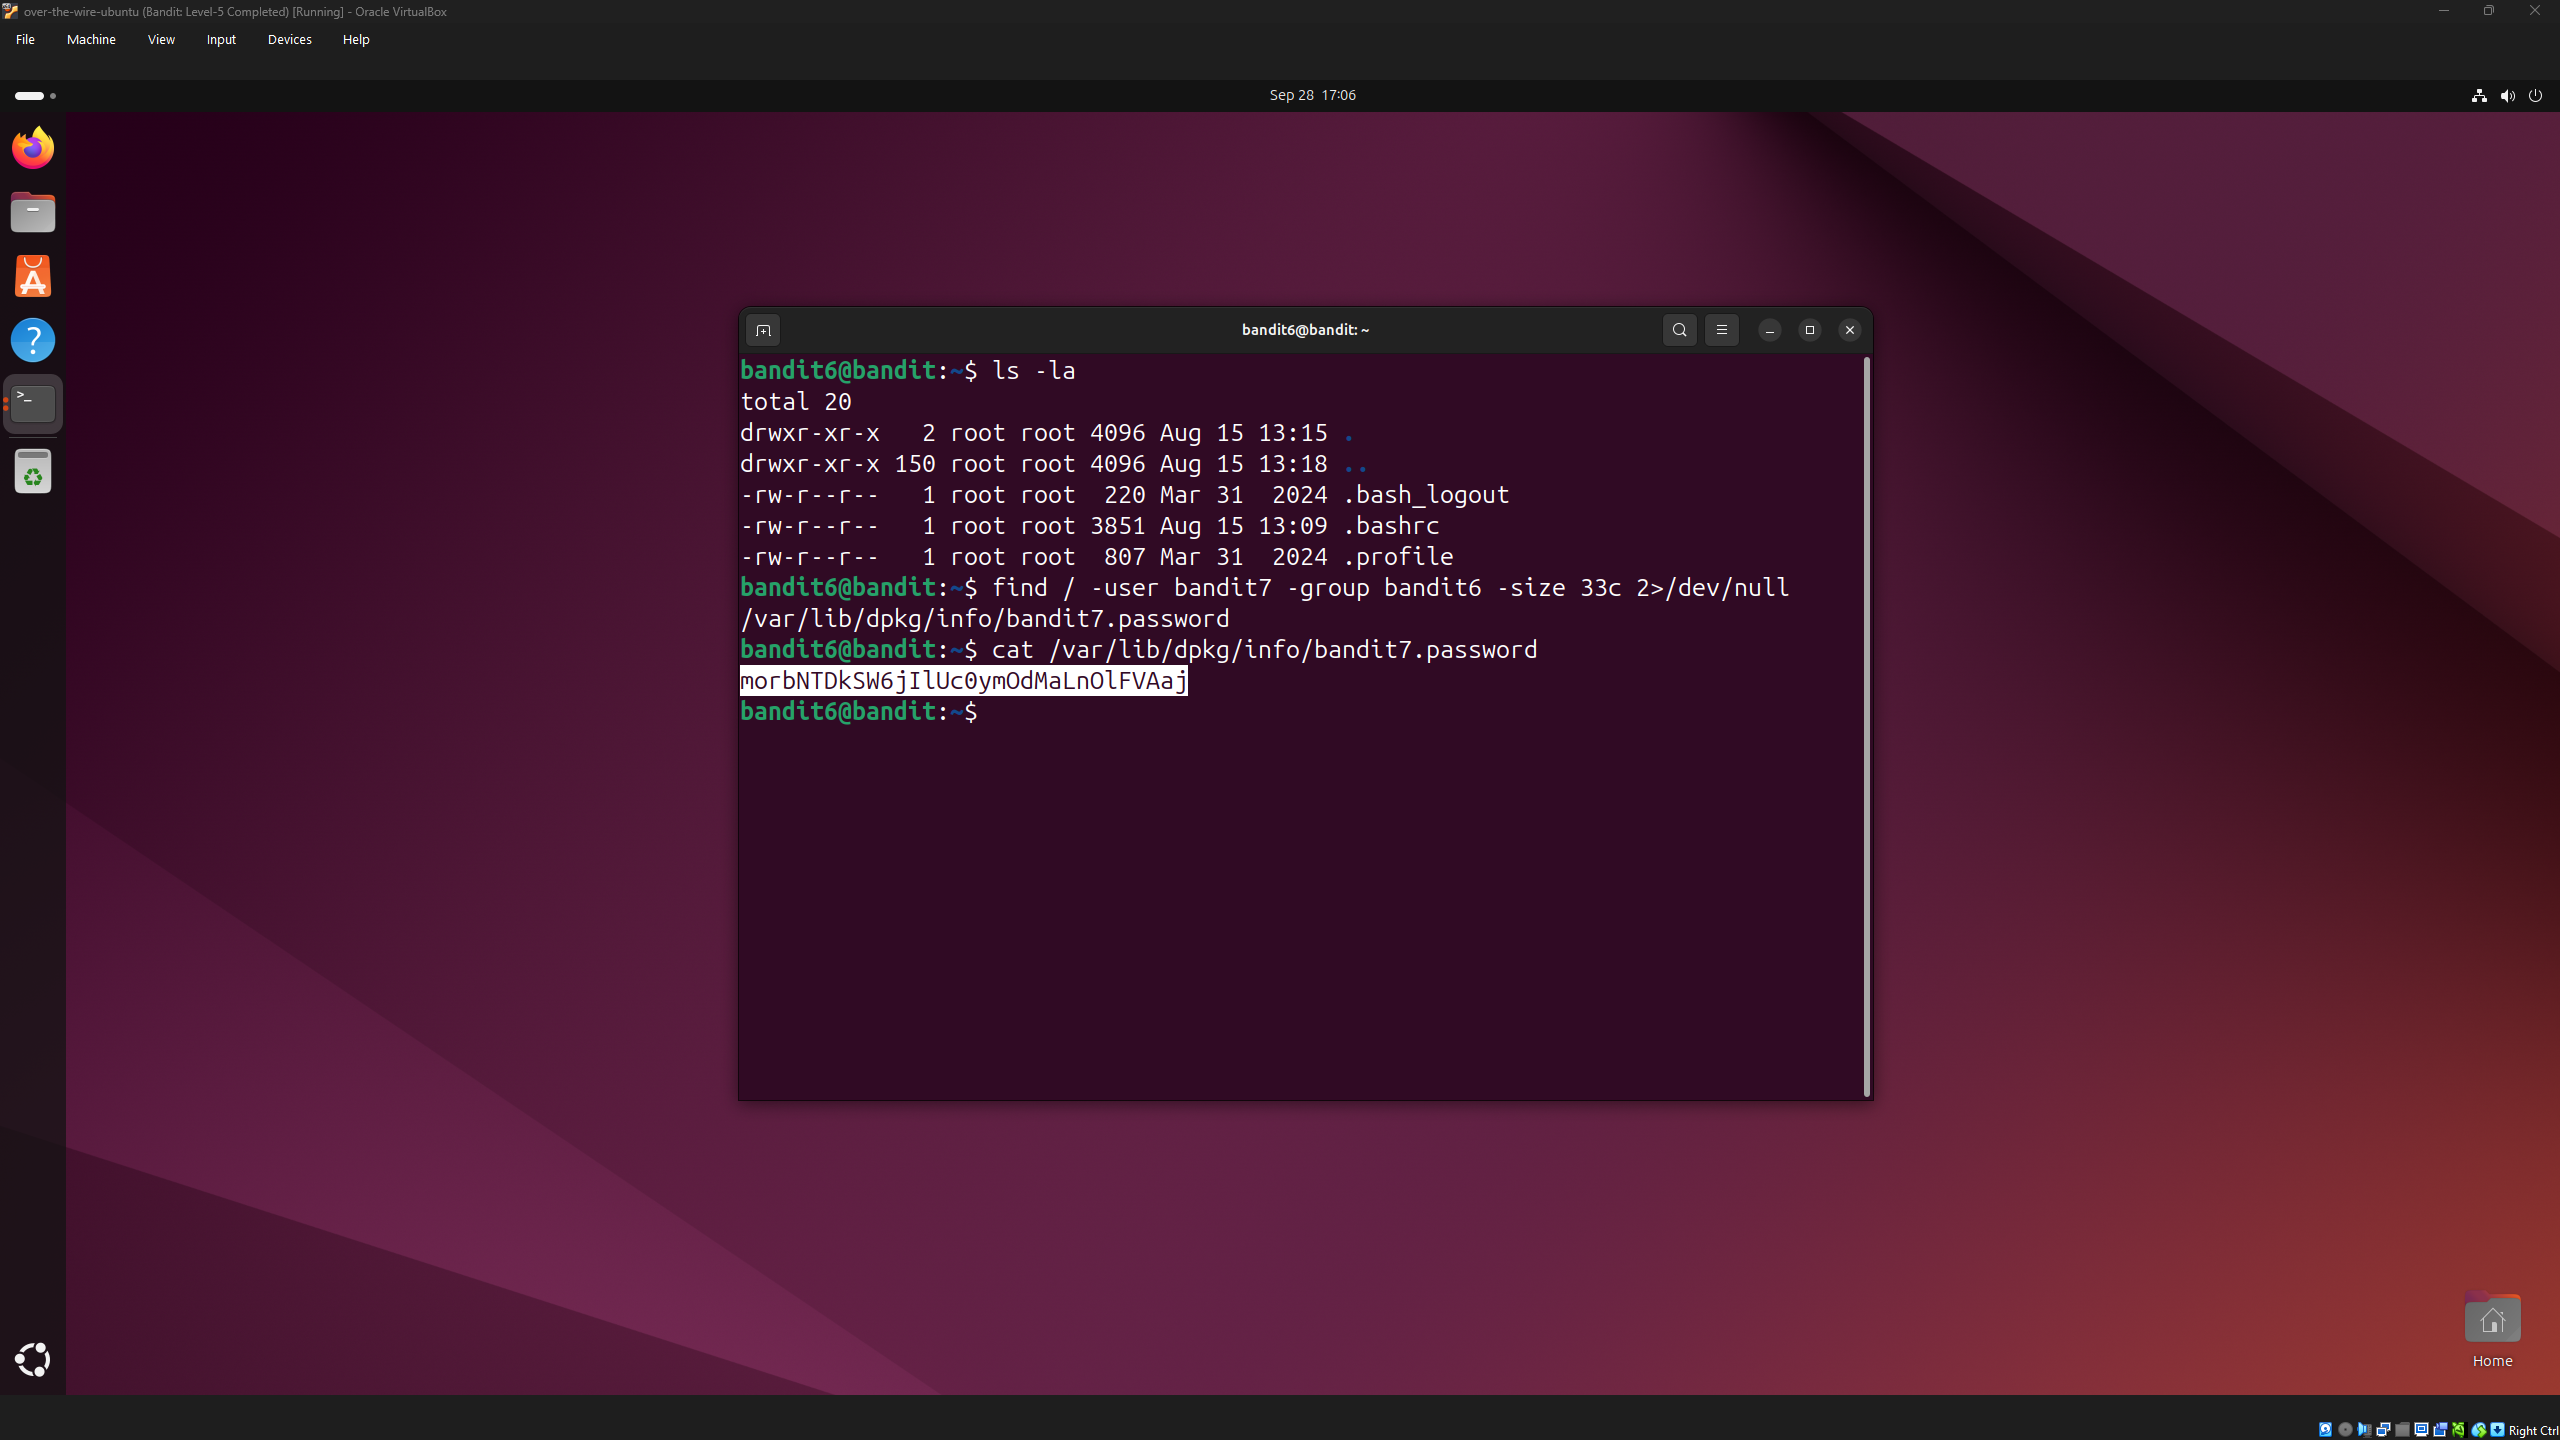 over-the-wire-ubuntu (Bandit: Level-5 Completed) [Running] - Oracle VirtualBox
File Machine View Input Devices Help
Sep 28 17:06
bandit6@bandit: ~
bandit6@bandit:~$ ls -la
total 20
drwxr-xr-x   2 root root 4096 Aug 15 13:15 .
drwxr-xr-x 150 root root 4096 Aug 15 13:18 ..
-rw-r--r--   1 root root  220 Mar 31  2024 .bash_logout
-rw-r--r--   1 root root 3851 Aug 15 13:09 .bashrc
-rw-r--r--   1 root root  807 Mar 31  2024 .profile
bandit6@bandit:~$ find / -user bandit7 -group bandit6 -size 33c 2>/dev/null
/var/lib/dpkg/info/bandit7.password
bandit6@bandit:~$ cat /var/lib/dpkg/info/bandit7.password
morbNTDkSW6jIlUc0ymOdMaLnOlFVAaj
bandit6@bandit:~$
Home
Right Ctrl